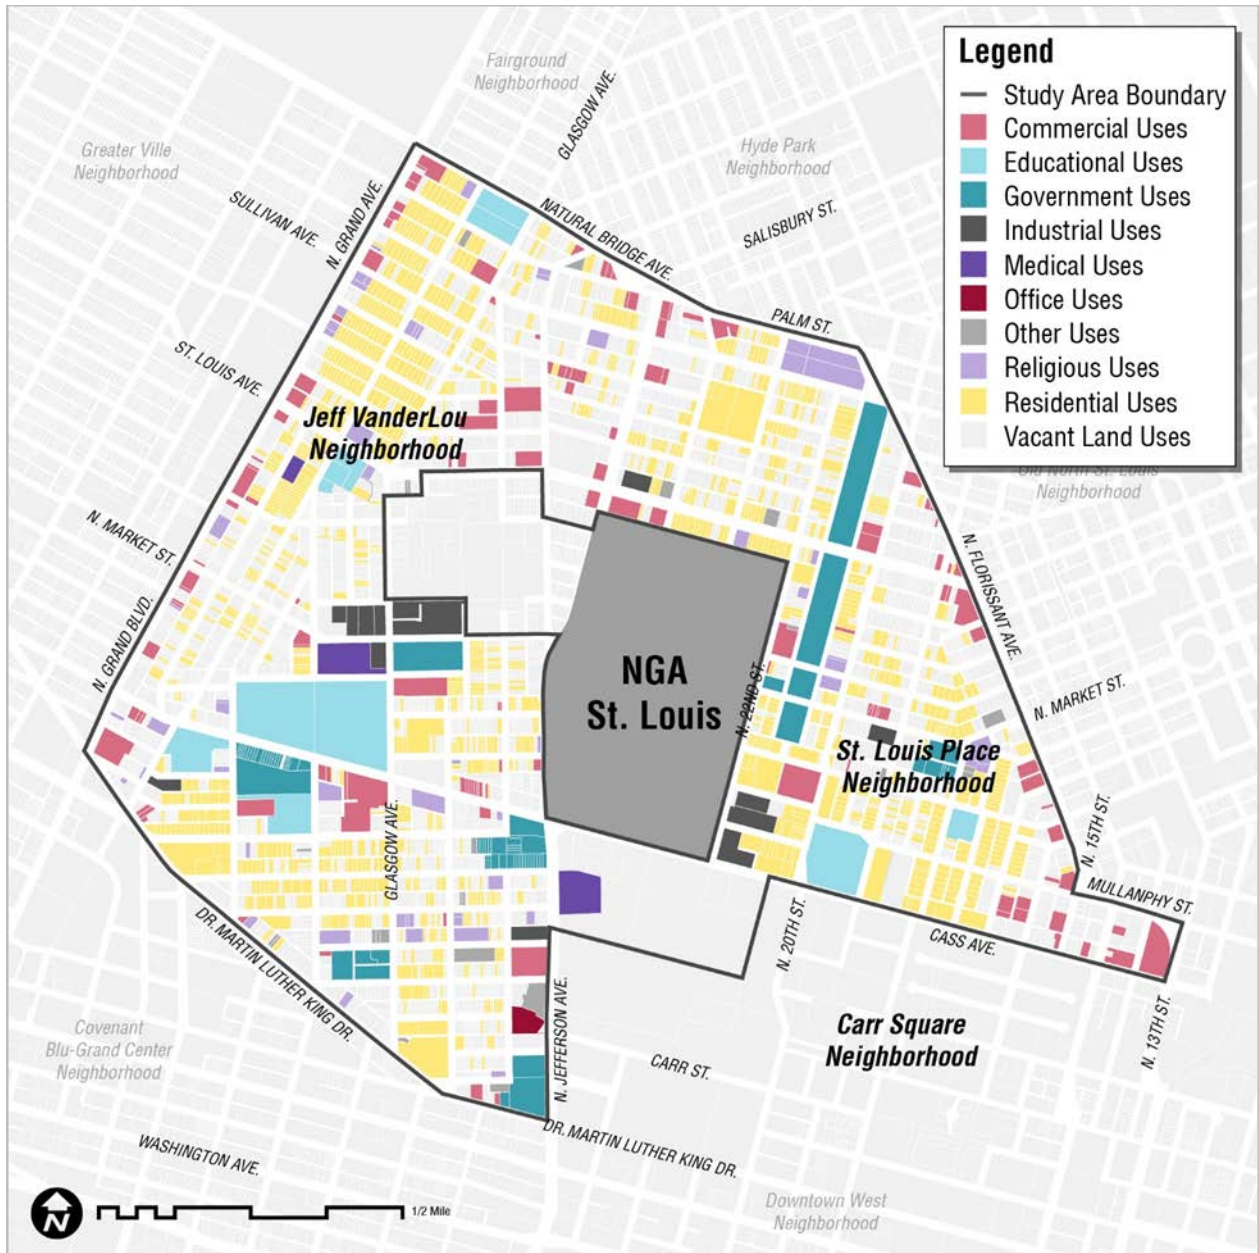 Fairground
Neighborhood
GLASGOW AVE.
Greater Ville
Neighborhood
Hyde Park
Neighborhood
Legend
Study Area Boundary
Commercial Uses
Educational Uses
Government Uses
Industrial Uses
Medical Uses
Office Uses
Other Uses
Religious Uses
Residential Uses
Vacant Land Uses
SULLIVAN AVE.
N. GRAND AVE.
NATURAL BRIDGE AVE.
SALISBURY ST.
PALM ST.
ST. LOUIS AVE.
Jeff VanderLou
Neighborhood
Old North St. Louis
Neighborhood
N. MARKET ST.
N. FLORISSANT AVE.
N. GRAND BLVD.
NGA
St. Louis
N. 22ND ST.
N. MARKET ST.
St. Louis Place
Neighborhood
GLASGOW AVE.
N. 15TH ST.
MULLANPHY ST.
DR. MARTIN LUTHER KING DR.
N. 20TH ST.
CASS AVE.
N. JEFFERSON AVE.
Carr Square
Neighborhood
N. 13TH ST.
Covenant
Blu-Grand Center
Neighborhood
CARR ST.
DR. MARTIN LUTHER KING DR.
WASHINGTON AVE.
Downtown West
Neighborhood
N
1/2 Mile